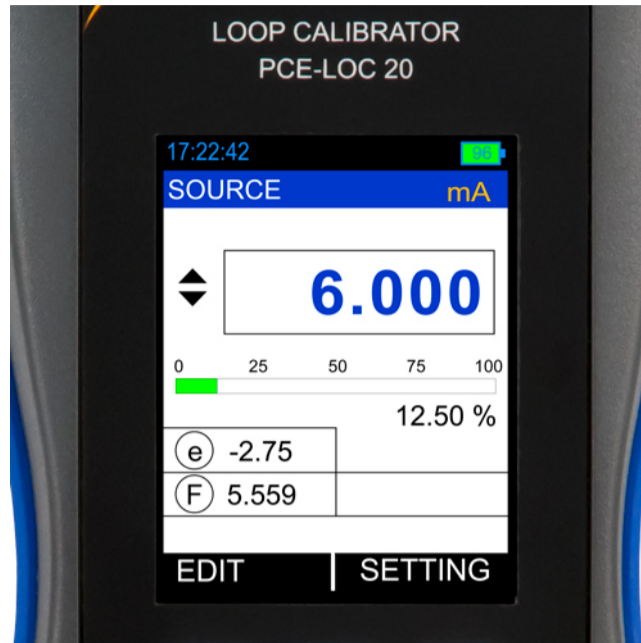 LOOP CALIBRATOR
PCE-LOC 20
17:22:42 96
SOURCE mA
6.000
0 25 50 75 100
12.50 %
e -2.75
F 5.559
EDIT SETTING